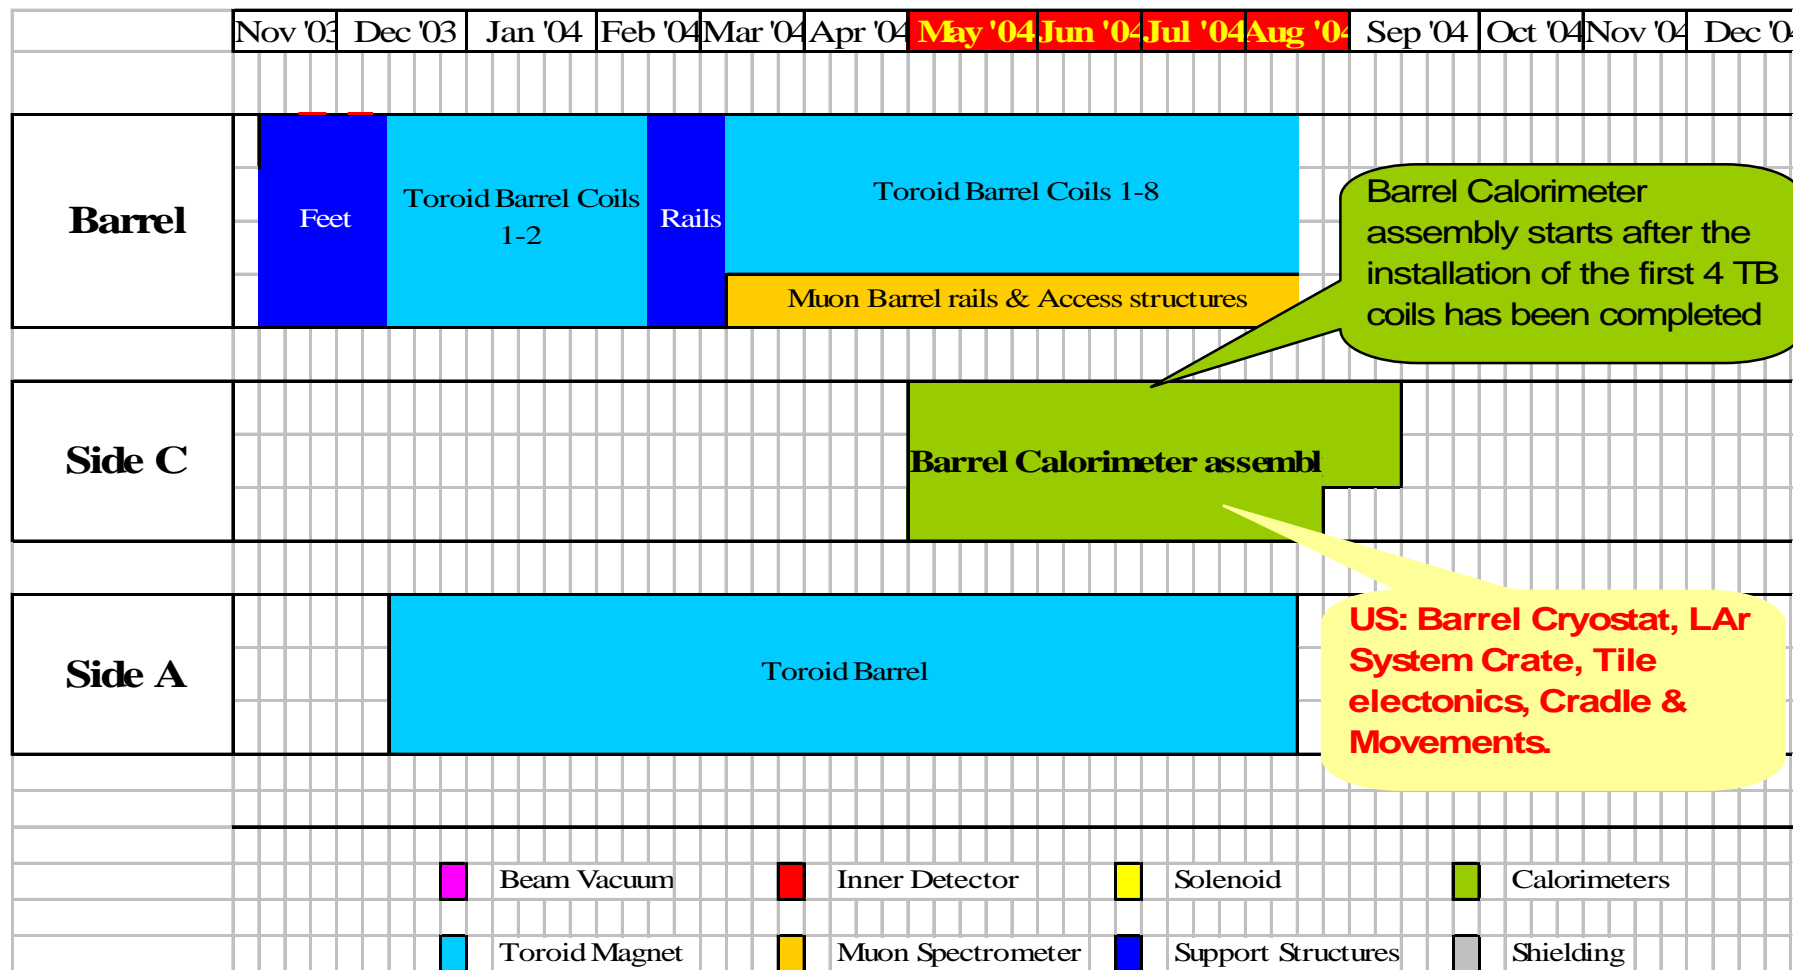 Nov '03 Dec '03 Jan '04 Feb '04 Mar '04 Apr '04 May '04 Jun '04 Jul '04 Aug '04 Sep '04 Oct '04 Nov '04 Dec '04
Barrel
Feet
Toroid Barrel Coils
1-2
Rails
Toroid Barrel Coils 1-8
Muon Barrel rails & Access structures
Barrel Calorimeter
assembly starts after the
installation of the first 4 TB
coils has been completed
Side C
Barrel Calorimeter assembl
US: Barrel Cryostat, LAr
System Crate, Tile
electonics, Cradle &
Movements.
Side A
Toroid Barrel
Beam Vacuum Inner Detector Solenoid Calorimeters
Toroid Magnet Muon Spectrometer Support Structures Shielding